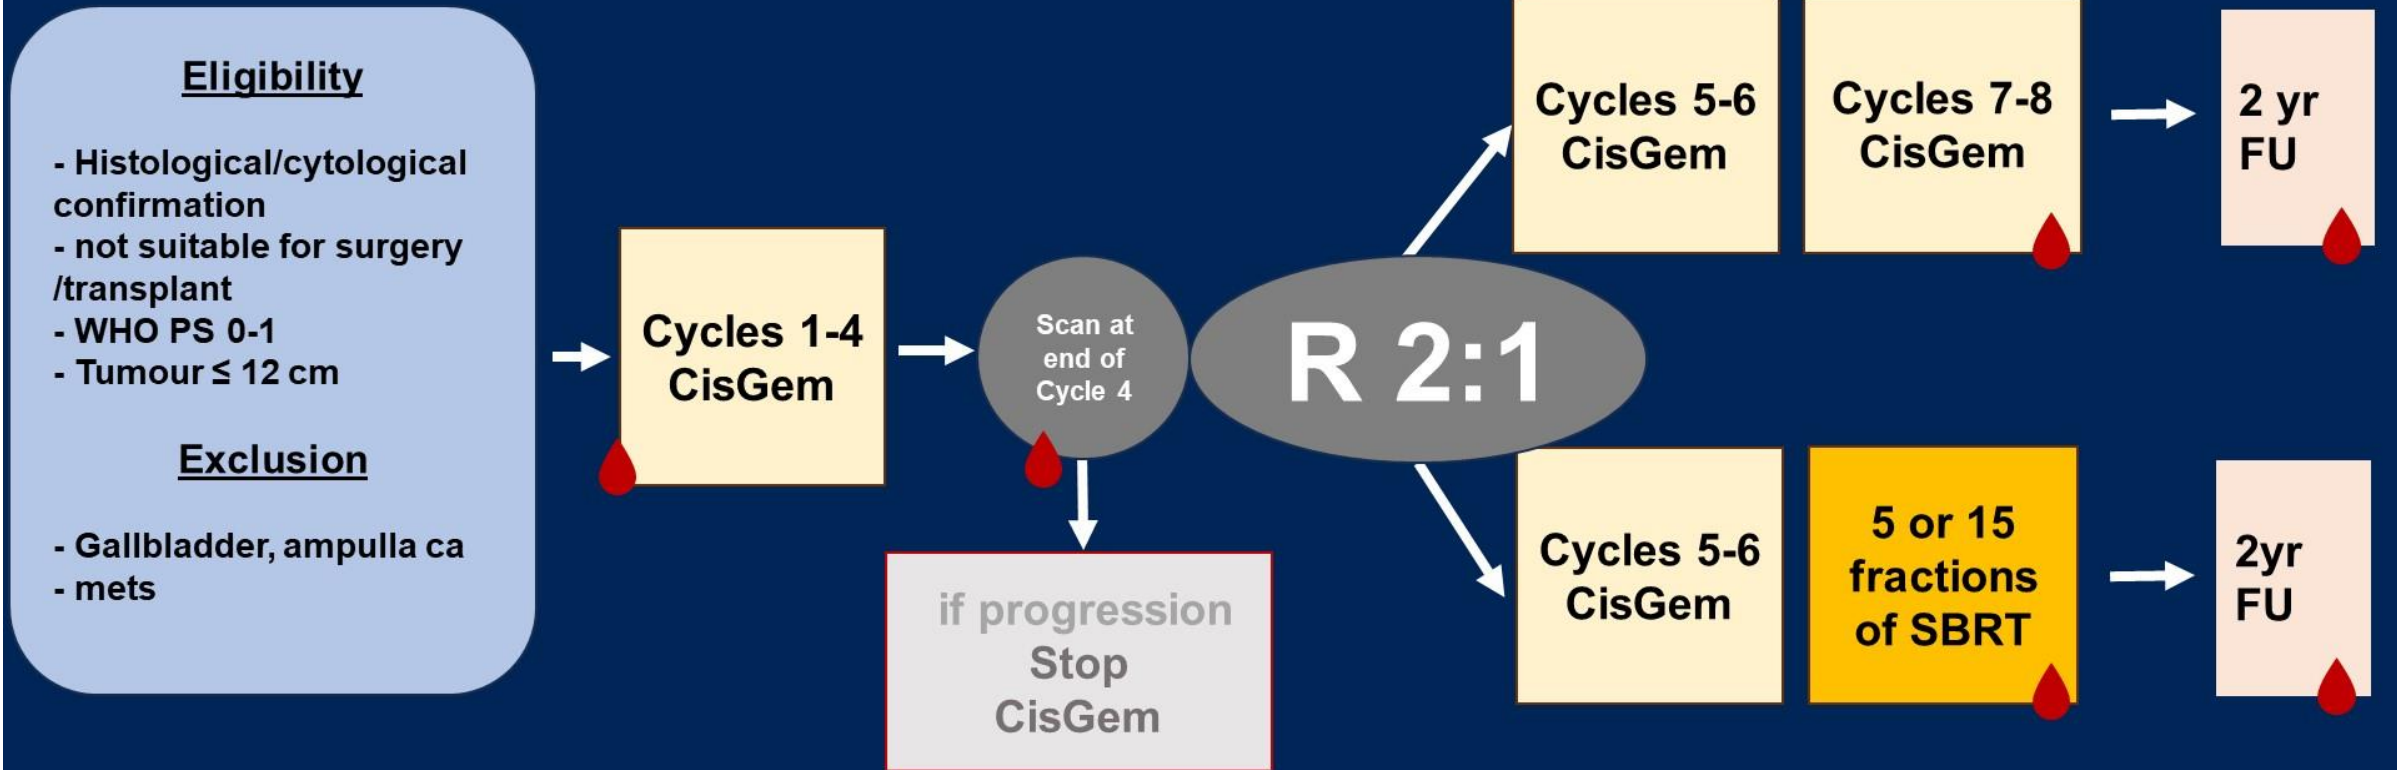 Eligibility
- Histological/cytological
confirmation
- not suitable for surgery
/transplant
- WHO PS 0-1
- Tumour ≤ 12 cm
Exclusion
- Gallbladder, ampulla ca
- mets
Cycles 1-4
CisGem
Scan at
end of
Cycle 4
if progression
Stop
CisGem
R 2:1
Cycles 5-6
CisGem
Cycles 7-8
CisGem
2 yr
FU
Cycles 5-6
CisGem
5 or 15
fractions
of SBRT
2yr
FU